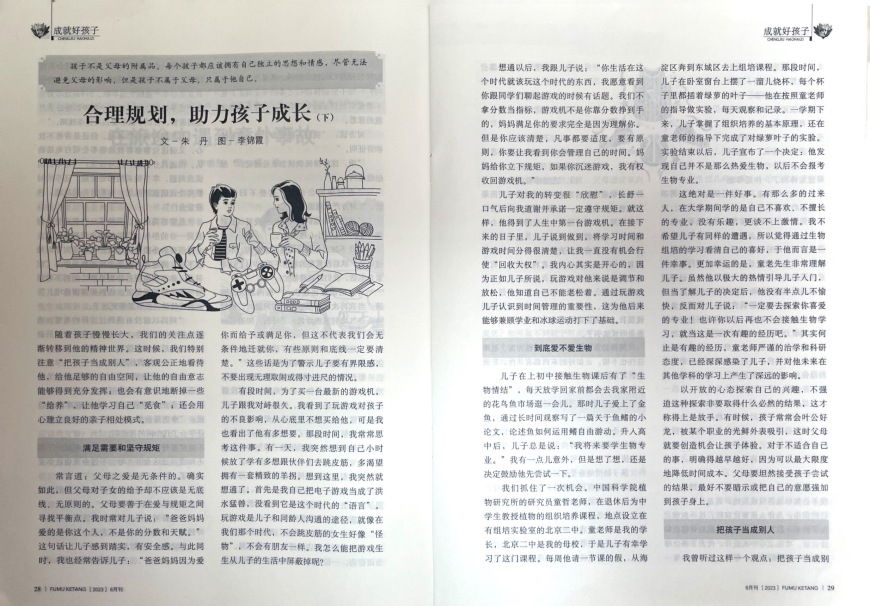 成就好孩子
CHENGJIU HAOHAIZI
孩子不是父母的附属品。每个孩子都应该拥有自己独立的思想和情感，尽管无法
避免父母的影响，但是孩子不属于父母，只属于他自己。
合理规划，助力孩子成长（下）
文－朱 丹 图－李锦霞
随着孩子慢慢长大，我们的关注点逐
渐转移到他的精神世界。这时候，我们特别
注意“把孩子当成别人”，客观公正地看待
他，给他足够的自由空间，让他的自由意志
能够得到充分发挥；也会有意识地断掉一些
“给养”，让他学习自己“觅食”；还会用
心建立良好的亲子相处模式。
满足需要和坚守规矩
常言道：父母之爱是无条件的。确实
如此，但父母对子女的给予却不应该是无底
线、无原则的。父母要善于在爱与规矩之间
寻找平衡点。我时常对儿子说：“爸爸妈妈
爱的是你这个人，不是你的分数和天赋。”
这句话让儿子感到踏实，有安全感。与此同
时，我也经常告诉儿子：“爸爸妈妈因为爱
你而给予或满足你，但这不代表我们会无
条件地迁就你，有些原则和底线一定要清
楚。”这些话是为了警示儿子要有界限感，
不要出现无理取闹或得寸进尺的情况。
有段时间，为了买一台最新的游戏机，
儿子跟我对峙很久。我看到了玩游戏对孩子
的不良影响，从心底里不想买给他，可是我
也看出了他有多想要。那段时间，我常常思
考这件事。有一天，我突然想到自己小时
候放了学有多想跟伙伴们去跳皮筋，多渴望
拥有一套精致的羊拐。想到这里，我突然就
想通了：首先是我自己把电子游戏当成了洪
水猛兽，没看到它是这个时代的“语言”。
玩游戏是儿子和同龄人沟通的途径，就像在
我们那个时代，不会跳皮筋的女生好像“怪
物”，不会有朋友一样。我怎么能把游戏生
生从儿子的生活中屏蔽掉呢？
28 | FUMU KETANG [2023] 6月刊
成就好孩子
CHENGJIU HAOHAIZI
想通以后，我跟儿子说：“你生活在这
个时代就该玩这个时代的东西，我愿意看到
你跟同学们聊起游戏的时候有话题。我们不
拿分数当指标，游戏机不是你靠分数挣到手
的，妈妈满足你的要求完全是因为理解你。
但是你应该清楚，凡事都要适度，要有原
则，你要让我看到你会管理自己的时间。妈
妈给你立下规矩，如果你沉迷游戏，我有权
收回游戏机。”
儿子对我的转变很“欣慰”，长舒一
口气后向我道谢并承诺一定遵守规矩。就这
样，他得到了人生中第一台游戏机。在接下
来的日子里，儿子说到做到，将学习时间和
游戏时间分得很清楚，让我一直没有机会行
使“回收大权”。我内心其实是开心的，因
为正如儿子所说，玩游戏对他来说是调节和
放松，他知道自己不能老松着。通过玩游戏
儿子认识到时间管理的重要性，这为他后来
能够兼顾学业和冰球运动打下了基础。
到底爱不爱生物
儿子在上初中接触生物课后有了“生
物情结”，每天放学回家前都会去我家附近
的花鸟鱼市场逛一会儿。那时儿子爱上了金
鱼，通过长时间观察写了一篇关于鱼鳍的小
论文，论述鱼如何运用鳍自由游动。升入高
中后，儿子总是说：“我将来要学生物专
业。”我有一点儿意外，但是想了想，还是
决定鼓励他先尝试一下。
我们抓住了一次机会。中国科学院植
物研究所的研究员童哲老师，在退休后为中
学生教授植物的组织培养课程，地点设立在
有组培实验室的北京二中。童老师是我的学
长，北京二中是我的母校，于是儿子有幸学
习了这门课程。每周他请一节课的假，从海
淀区奔到东城区去上组培课程。那段时间，
儿子在卧室窗台上摆了一溜儿烧杯，每个杯
子里都插着绿萝的叶子——他在按照童老师
的指导做实验，每天观察和记录。一学期下
来，儿子掌握了组织培养的基本原理，还在
童老师的指导下完成了对绿萝叶子的实验。
实验结束以后，儿子宣布了一个决定：他发
现自己并不是那么热爱生物，以后不会报考
生物专业。
这绝对是一件好事。有那么多的过来
人，在大学期间学的是自己不喜欢、不擅长
的专业，没有乐趣，更谈不上激情。我不
希望儿子有同样的遭遇，所以觉得通过生物
组培的学习看清自己的喜好，于他而言是一
件幸事。更加幸运的是，童老先生非常理解
儿子。虽然他以极大的热情引导儿子入门，
但当了解儿子的决定后，他没有半点儿不愉
快，反而对儿子说：“一定要去探索你喜爱
的专业！也许你以后再也不会接触生物学
习，就当这是一次有趣的经历吧。”其实何
止是有趣的经历，童老师严谨的治学和科研
态度，已经深深感染了儿子，并对他未来在
其他学科的学习上产生了深远的影响。
以开放的心态探索自己的兴趣，不强
迫这种探索非要取得什么必然的结果，这才
称得上是放手。有时候，孩子常常会叶公好
龙，被某个职业的光鲜外表吸引，这时父母
就要创造机会让孩子体验。对于不适合自己
的事，明确得越早越好，因为可以最大限度
地降低时间成本。父母要坦然接受孩子尝试
的结果，最好不要暗示或把自己的意愿强加
到孩子身上。
把孩子当成别人
我曾听过这样一个观点，把孩子当成别
6月刊 [2023] FUMU KETANG | 29